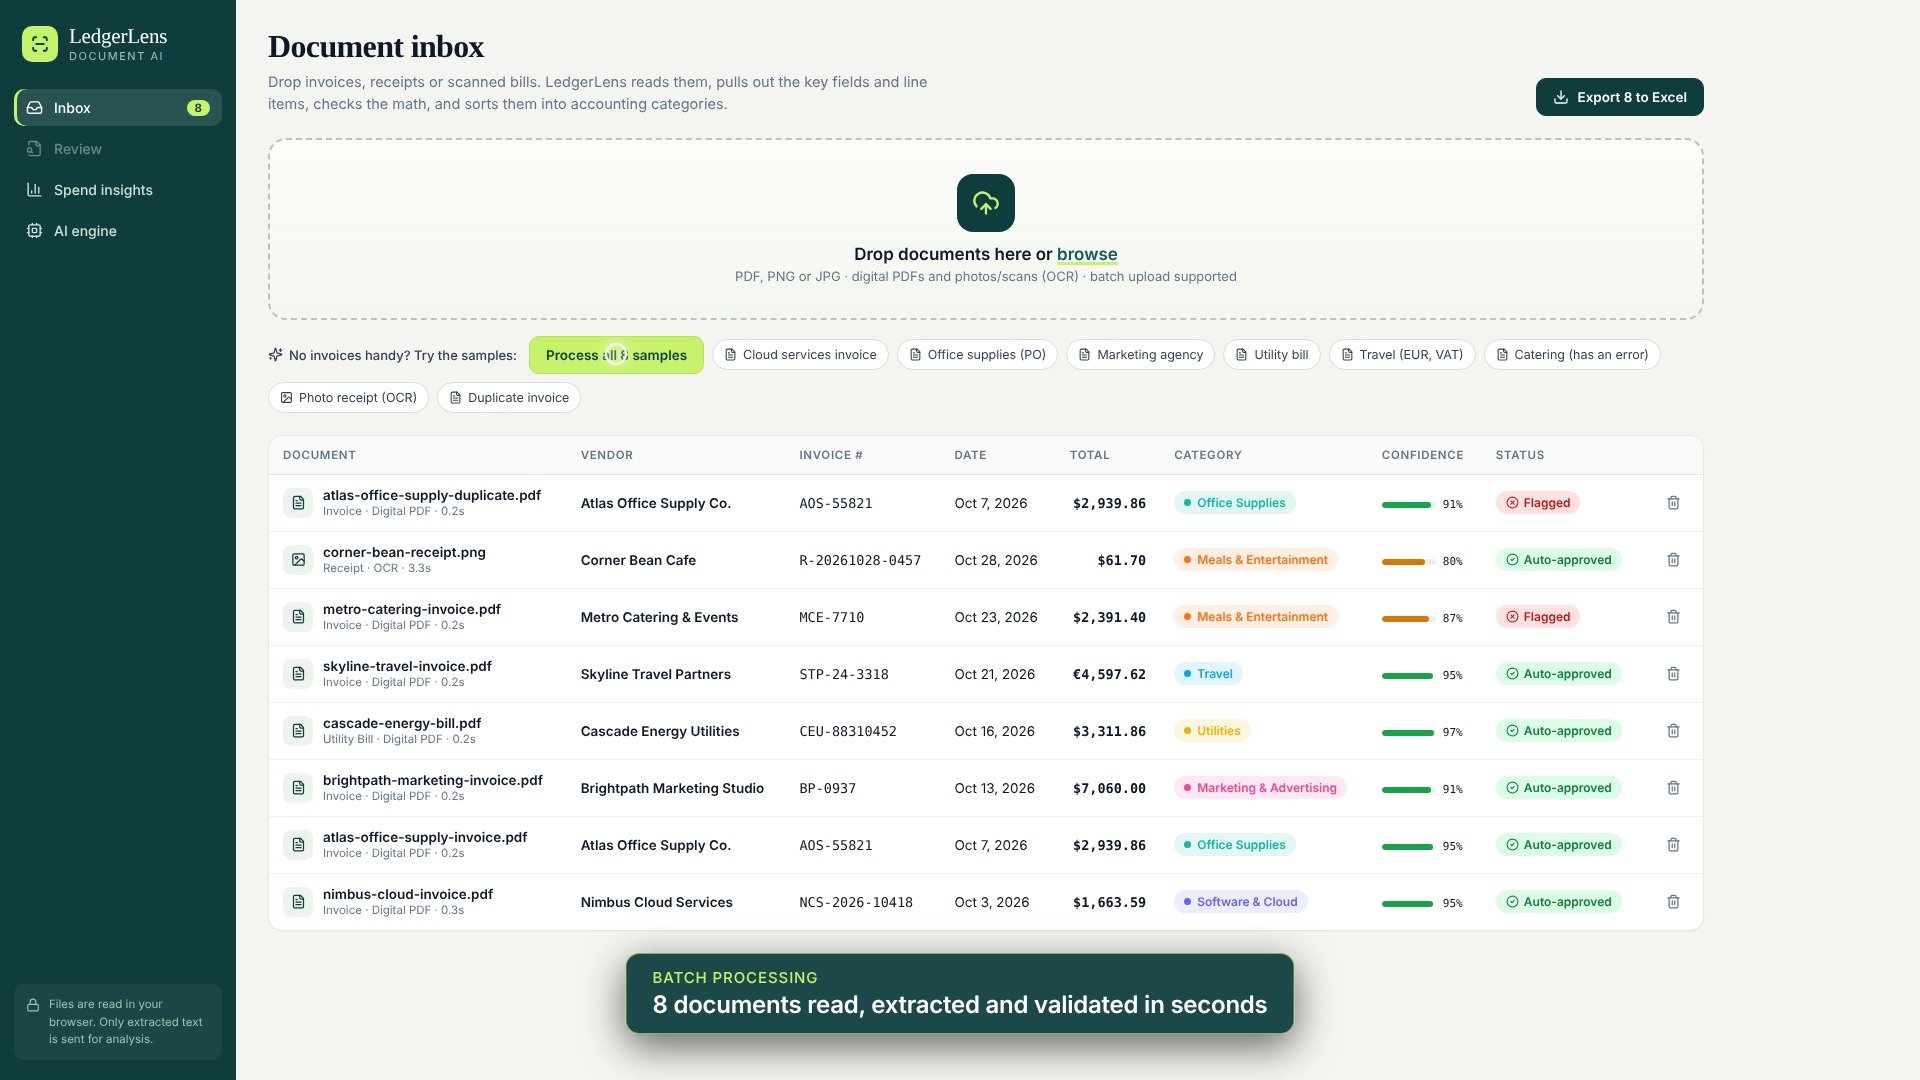 LedgerLens
DOCUMENT AI
Inbox 8
Review
Spend insights
AI engine
Files are read in your
browser. Only extracted text
is sent for analysis.
Document inbox
Drop invoices, receipts or scanned bills. LedgerLens reads them, pulls out the key fields and line
items, checks the math, and sorts them into accounting categories.
Export 8 to Excel
Drop documents here or browse
PDF, PNG or JPG · digital PDFs and photos/scans (OCR) · batch upload supported
No invoices handy? Try the samples: Process all 8 samples Cloud services invoice Office supplies (PO) Marketing agency Utility bill Travel (EUR, VAT) Catering (has an error)
Photo receipt (OCR) Duplicate invoice
DOCUMENT VENDOR INVOICE # DATE TOTAL CATEGORY CONFIDENCE STATUS
atlas-office-supply-duplicate.pdf
Invoice · Digital PDF · 0.2s
Atlas Office Supply Co. AOS-55821 Oct 7, 2026 $2,939.86 Office Supplies 91% Flagged
corner-bean-receipt.png
Receipt · OCR · 3.3s
Corner Bean Cafe R-20261028-0457 Oct 28, 2026 $61.70 Meals & Entertainment 80% Auto-approved
metro-catering-invoice.pdf
Invoice · Digital PDF · 0.2s
Metro Catering & Events MCE-7710 Oct 23, 2026 $2,391.40 Meals & Entertainment 87% Flagged
skyline-travel-invoice.pdf
Invoice · Digital PDF · 0.2s
Skyline Travel Partners STP-24-3318 Oct 21, 2026 €4,597.62 Travel 95% Auto-approved
cascade-energy-bill.pdf
Utility Bill · Digital PDF · 0.2s
Cascade Energy Utilities CEU-88310452 Oct 16, 2026 $3,311.86 Utilities 97% Auto-approved
brightpath-marketing-invoice.pdf
Invoice · Digital PDF · 0.2s
Brightpath Marketing Studio BP-0937 Oct 13, 2026 $7,060.00 Marketing & Advertising 91% Auto-approved
atlas-office-supply-invoice.pdf
Invoice · Digital PDF · 0.2s
Atlas Office Supply Co. AOS-55821 Oct 7, 2026 $2,939.86 Office Supplies 95% Auto-approved
nimbus-cloud-invoice.pdf
Invoice · Digital PDF · 0.3s
Nimbus Cloud Services NCS-2026-10418 Oct 3, 2026 $1,663.59 Software & Cloud 95% Auto-approved
BATCH PROCESSING
8 documents read, extracted and validated in seconds